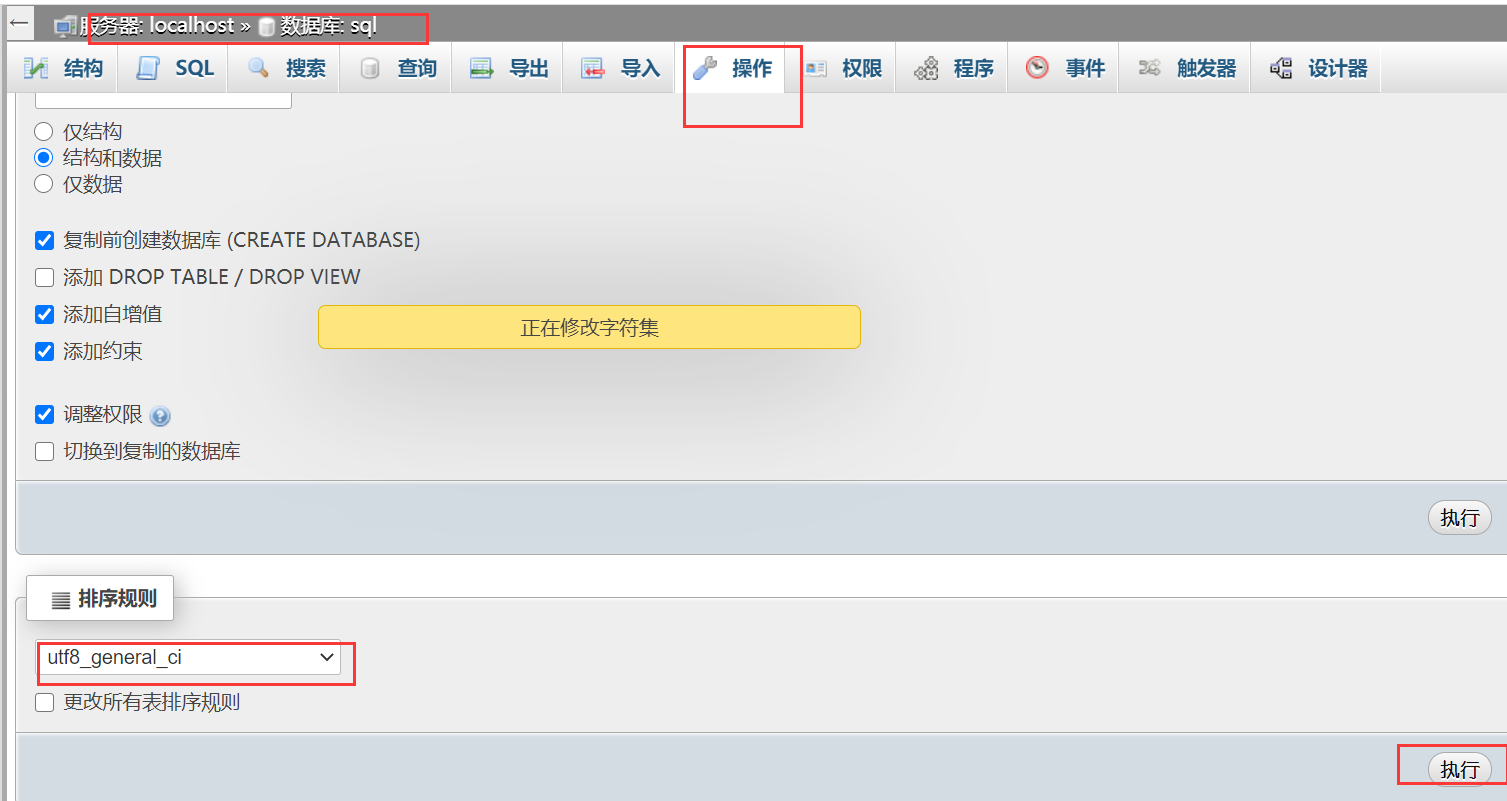 ← 服务器: localhost » 数据库: sql
结构 SQL 搜索 查询 导出 导入 操作 权限 程序 事件 触发器 设计器
仅结构
结构和数据
仅数据
复制前创建数据库 (CREATE DATABASE)
添加 DROP TABLE / DROP VIEW
添加自增值
正在修改字符集
添加约束
调整权限
切换到复制的数据库
执行
排序规则
utf8_general_ci
更改所有表排序规则
执行